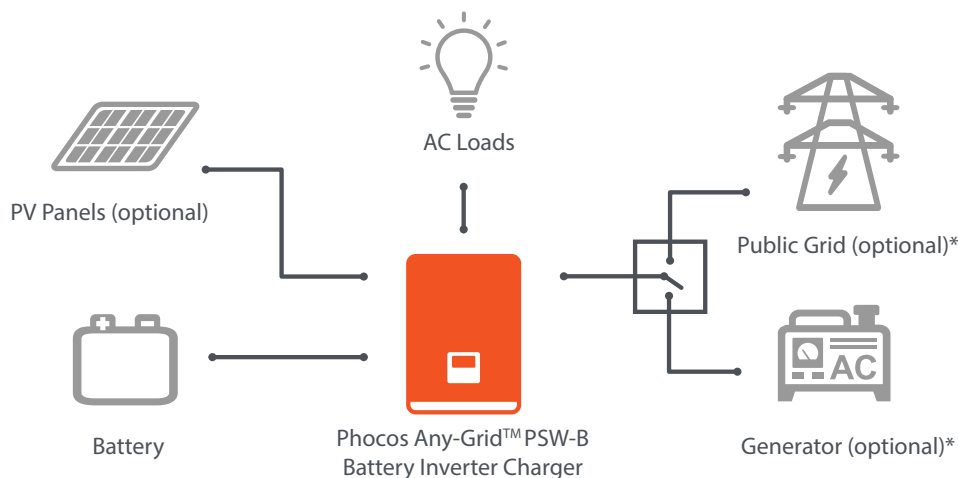 AC Loads
PV Panels (optional)
Public Grid (optional)*
AC
Battery
Phocos Any-Grid™ PSW-B
Battery Inverter Charger
Generator (optional)*